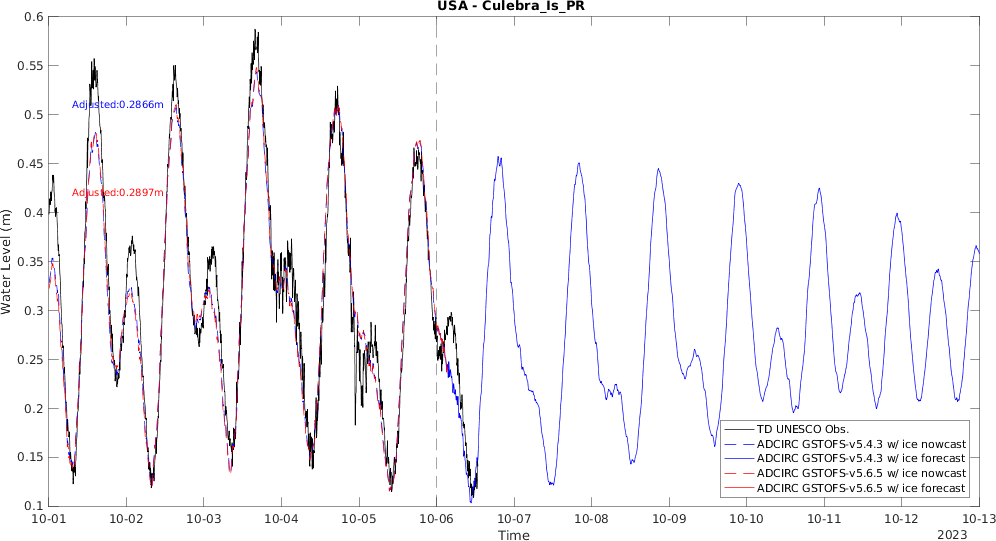 USA - Culebra_Is_PR
0.6
0.55
0.5
0.45
0.4
0.35
0.3
0.25
0.2
0.15
0.1
Water Level (m)
Adjusted:0.2866m
Adjusted:0.2897m
TD UNESCO Obs.
ADCIRC GSTOFS-v5.4.3 w/ ice nowcast
ADCIRC GSTOFS-v5.4.3 w/ ice forecast
ADCIRC GSTOFS-v5.6.5 w/ ice nowcast
ADCIRC GSTOFS-v5.6.5 w/ ice forecast
10-01 10-02 10-03 10-04 10-05 10-06 10-07 10-08 10-09 10-10 10-11 10-12 10-13
Time
2023